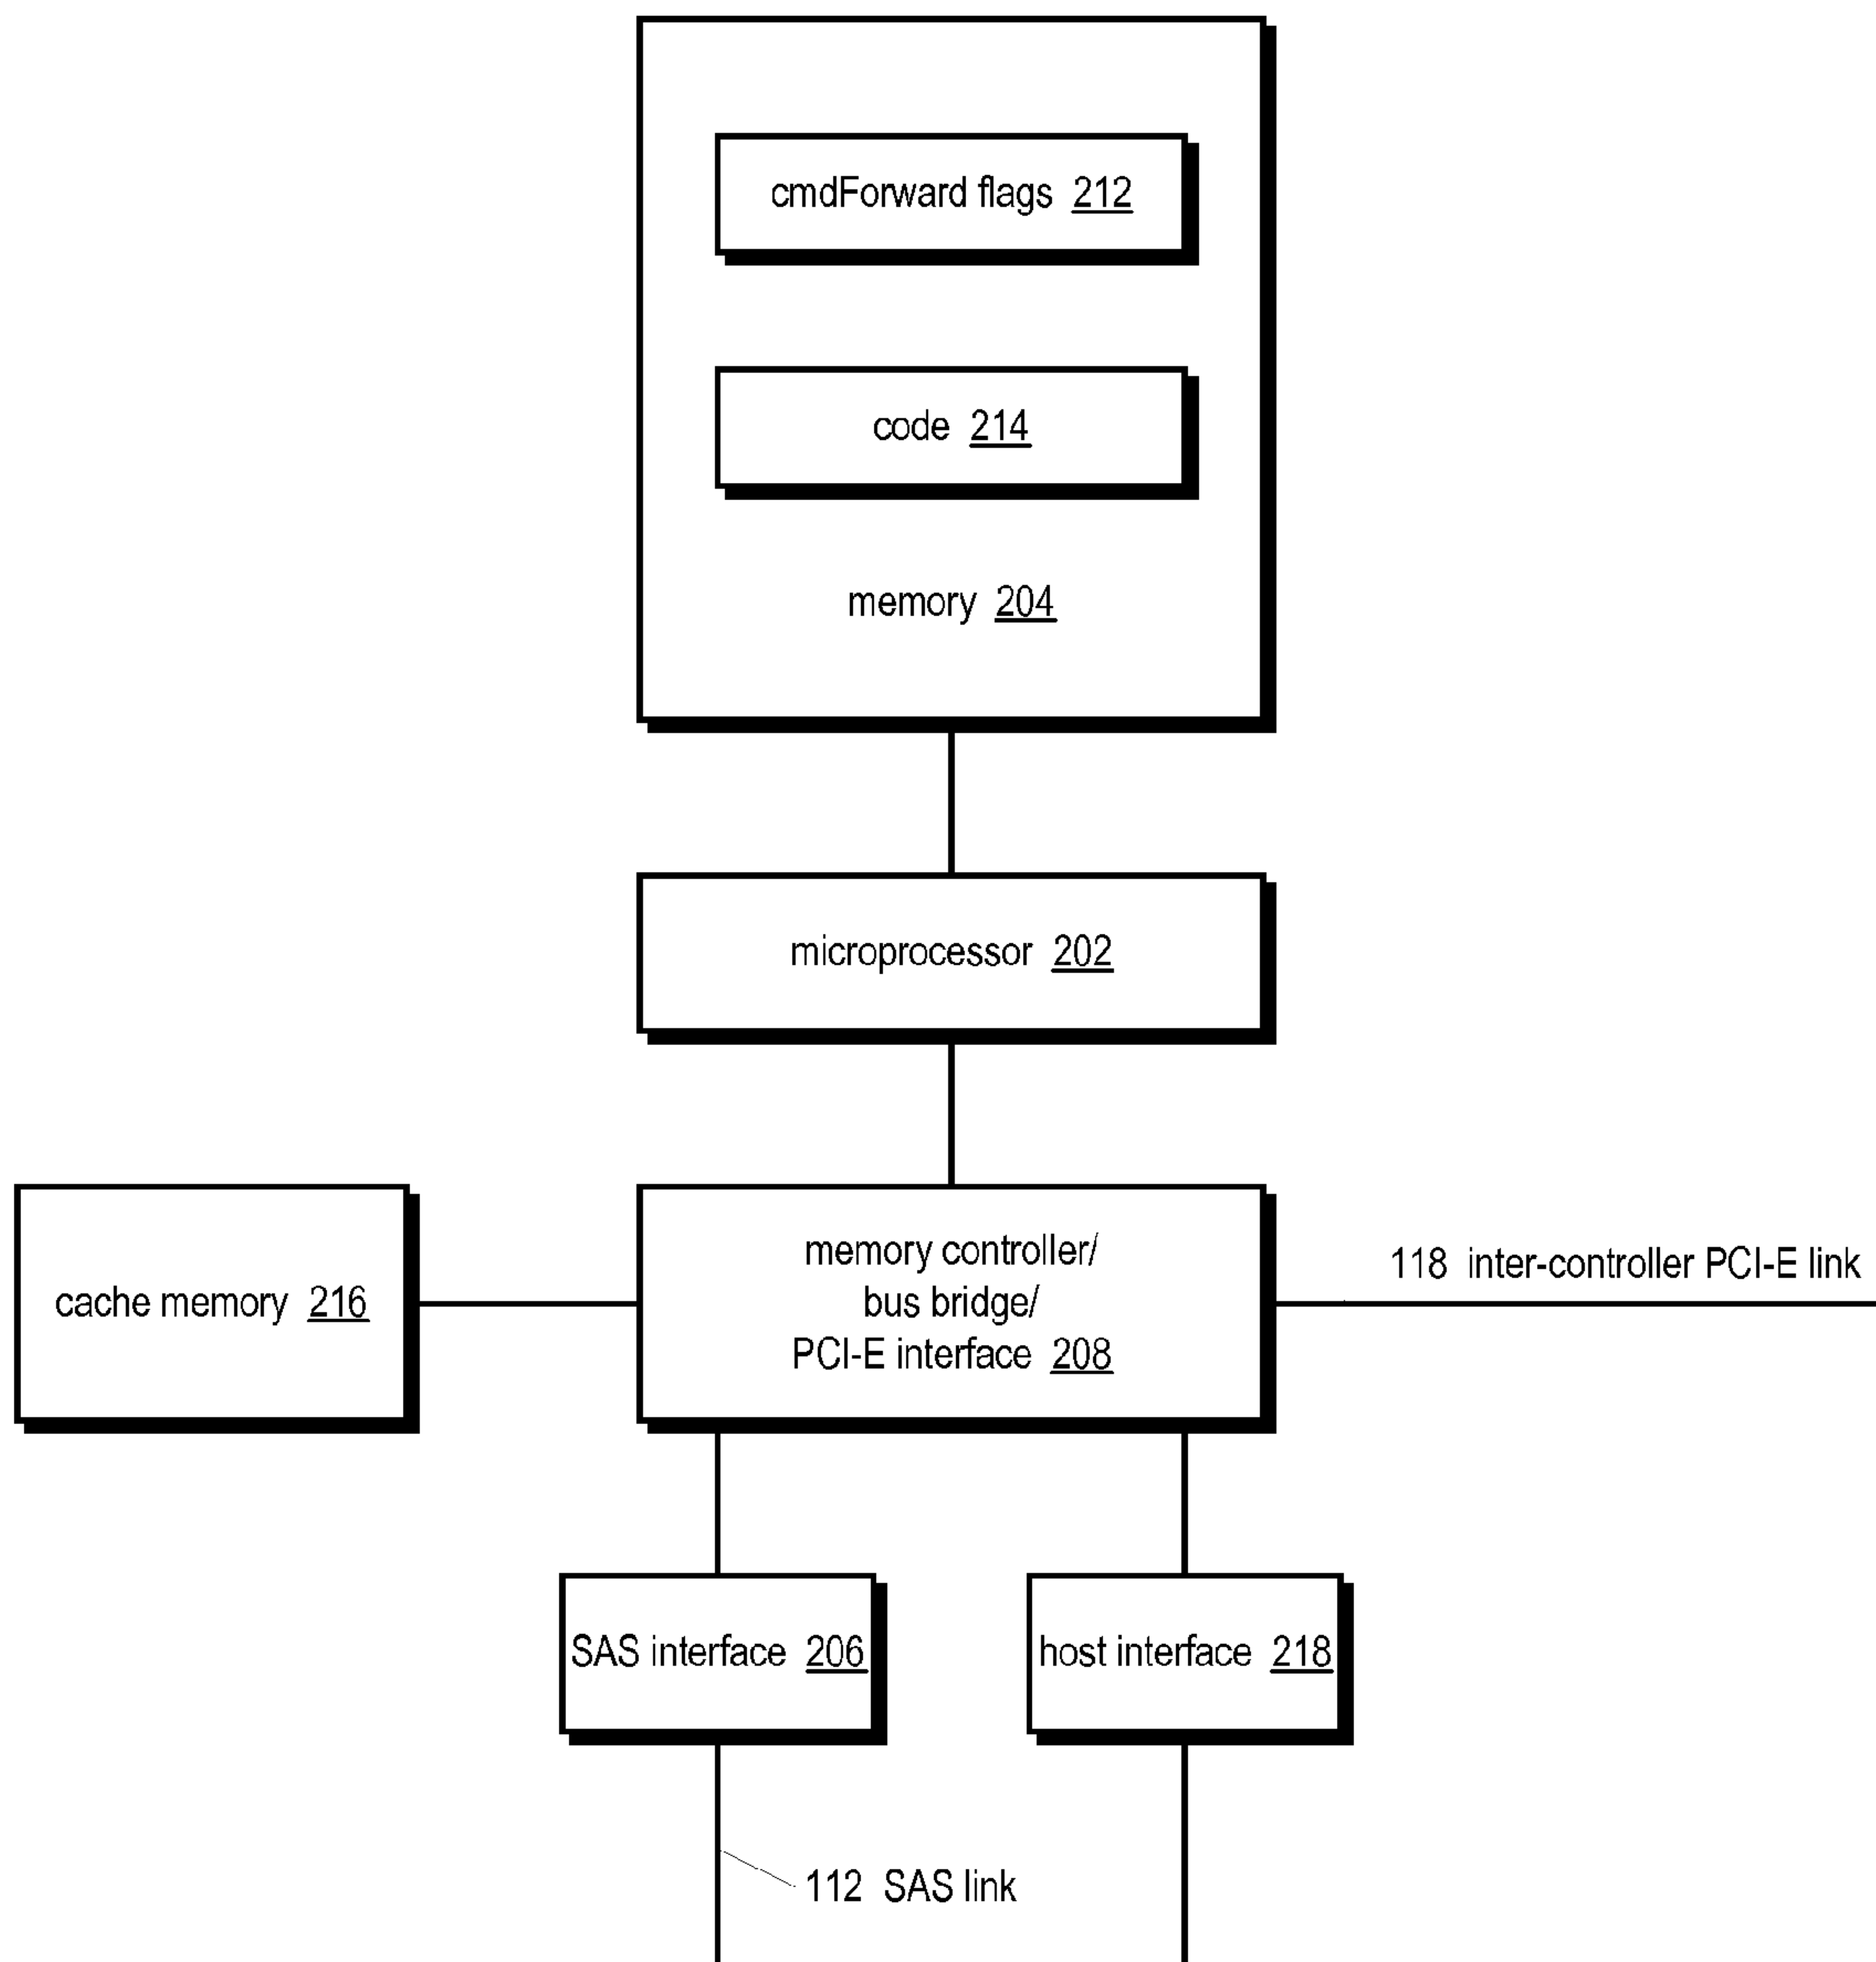 cmdForward flags 212
code 214
memory 204
microprocessor 202
memory controller/
bus bridge/
PCI-E interface 208
cache memory 216
118 inter-controller PCI-E link
SAS interface 206
host interface 218
112 SAS link